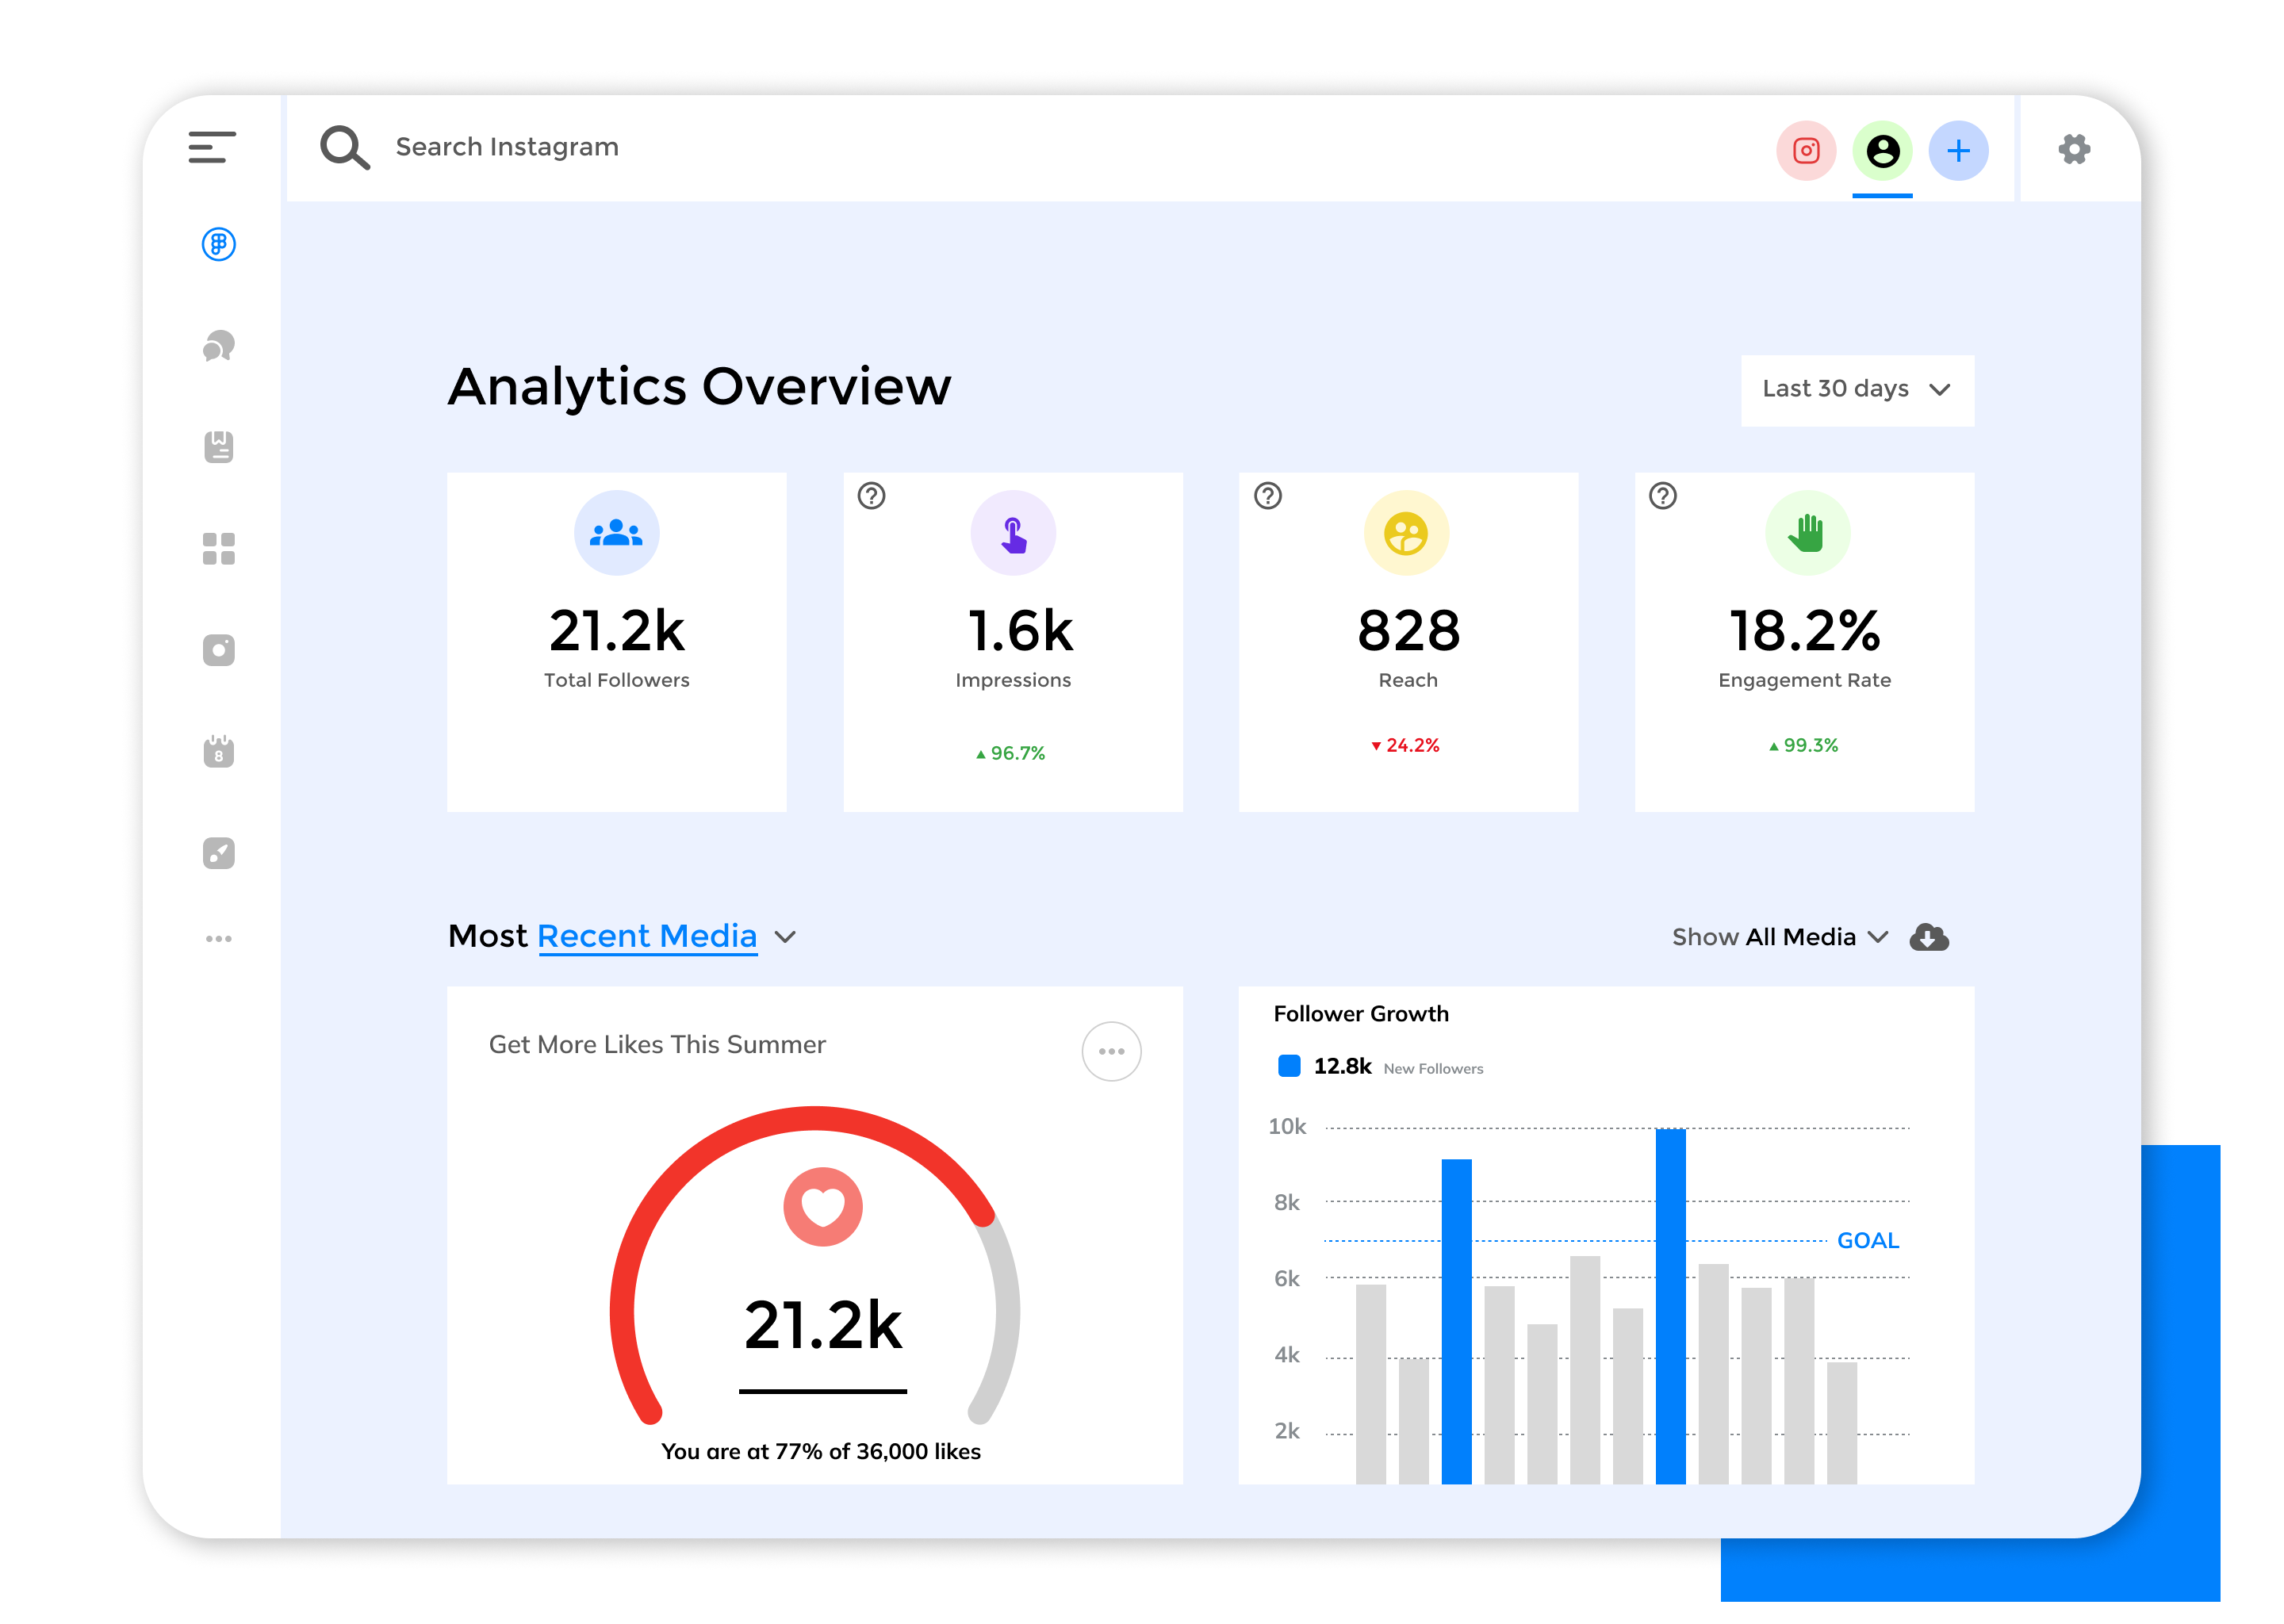 Search Instagram
Analytics Overview
Last 30 days
21.2k
Total Followers
1.6k
Impressions
96.7%
828
Reach
24.2%
18.2%
Engagement Rate
99.3%
8
Most Recent Media
Show All Media
Get More Likes This Summer
21.2k
You are at 77% of 36,000 likes
Follower Growth
12.8k New Followers
10k
8k
GOAL
6k
4k
2k